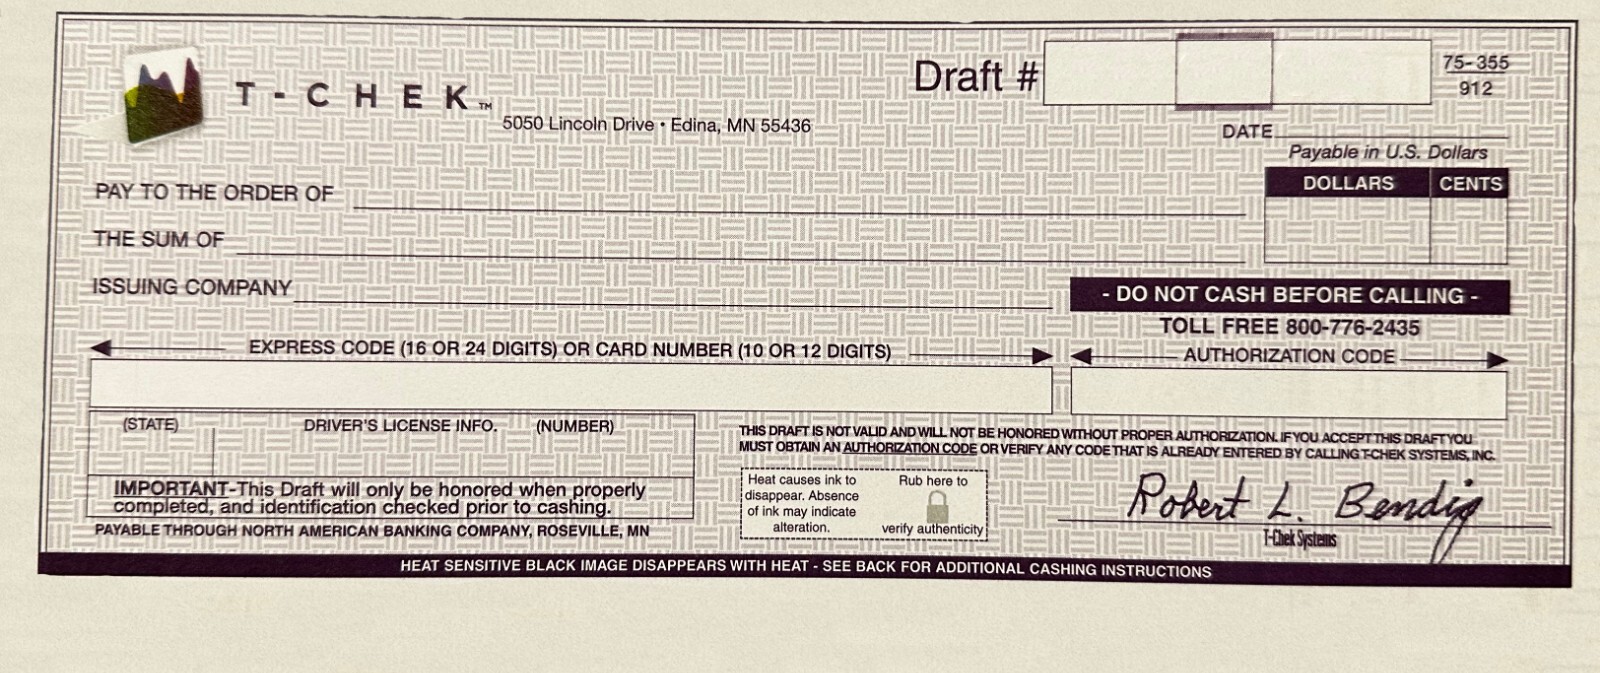 T-CHEK™
5050 Lincoln Drive • Edina, MN 55436
Draft #
75-355
912
DATE
Payable in U.S. Dollars
DOLLARS CENTS
PAY TO THE ORDER OF
THE SUM OF
ISSUING COMPANY
- DO NOT CASH BEFORE CALLING -
TOLL FREE 800-776-2435
EXPRESS CODE (16 OR 24 DIGITS) OR CARD NUMBER (10 OR 12 DIGITS)
AUTHORIZATION CODE
(STATE) DRIVER'S LICENSE INFO. (NUMBER)
IMPORTANT-This Draft will only be honored when properly
completed, and identification checked prior to cashing.
PAYABLE THROUGH NORTH AMERICAN BANKING COMPANY, ROSEVILLE, MN
THIS DRAFT IS NOT VALID AND WILL NOT BE HONORED WITHOUT PROPER AUTHORIZATION. IF YOU ACCEPT THIS DRAFT YOU
MUST OBTAIN AN AUTHORIZATION CODE OR VERIFY ANY CODE THAT IS ALREADY ENTERED BY CALLING T-CHEK SYSTEMS, INC.
Heat causes ink to
disappear. Absence
of ink may indicate
alteration.
Rub here to
verify authenticity
Robert L. Bendig
T-Chek Systems
HEAT SENSITIVE BLACK IMAGE DISAPPEARS WITH HEAT - SEE BACK FOR ADDITIONAL CASHING INSTRUCTIONS